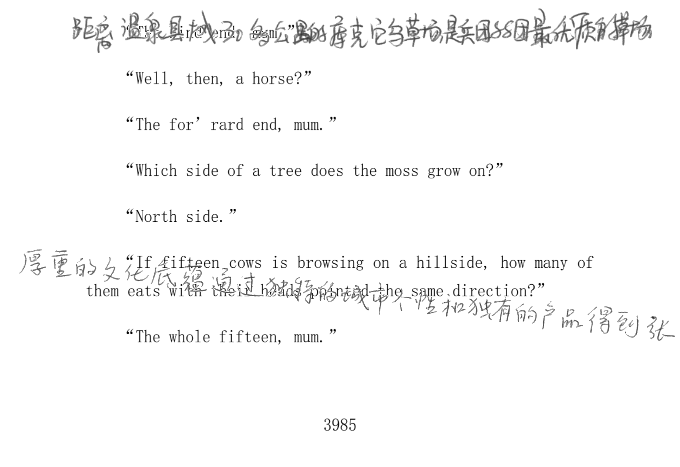 距离温泉县城30多公里的库克它乌草场是兵团88团最优质的草场
end, mum.”
“Well, then, a horse?”
“The for’rard end, mum.”
“Which side of a tree does the moss grow on?”
“North side.”
“If fifteen cows is browsing on a hillside, how many of
厚重的文化底蕴通过独特的城市个性和独有的产品得到张
them eats with their heads pointed the same direction?”
“The whole fifteen, mum.”
3985